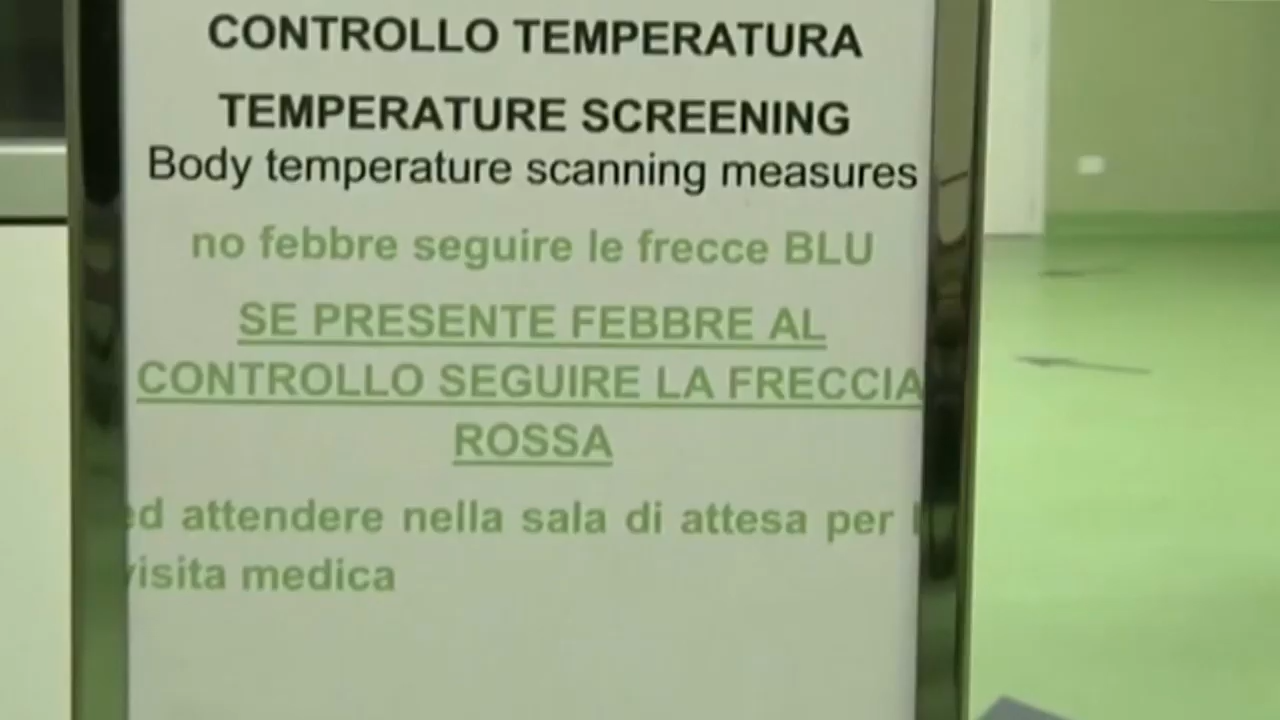 CONTROLLO TEMPERATURA
TEMPERATURE SCREENING
Body temperature scanning measures
no febbre seguire le frecce BLU
SE PRESENTE FEBBRE AL
CONTROLLO SEGUIRE LA FRECCIA
ROSSA
ed attendere nella sala di attesa per
visita medica